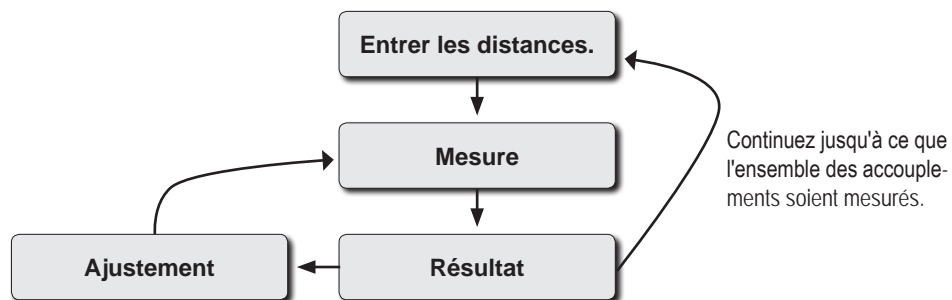 Entrer les distances.
Mesure
Continuez jusqu'à ce que
l'ensemble des accouple-
ments soient mesurés.
Ajustement
Résultat